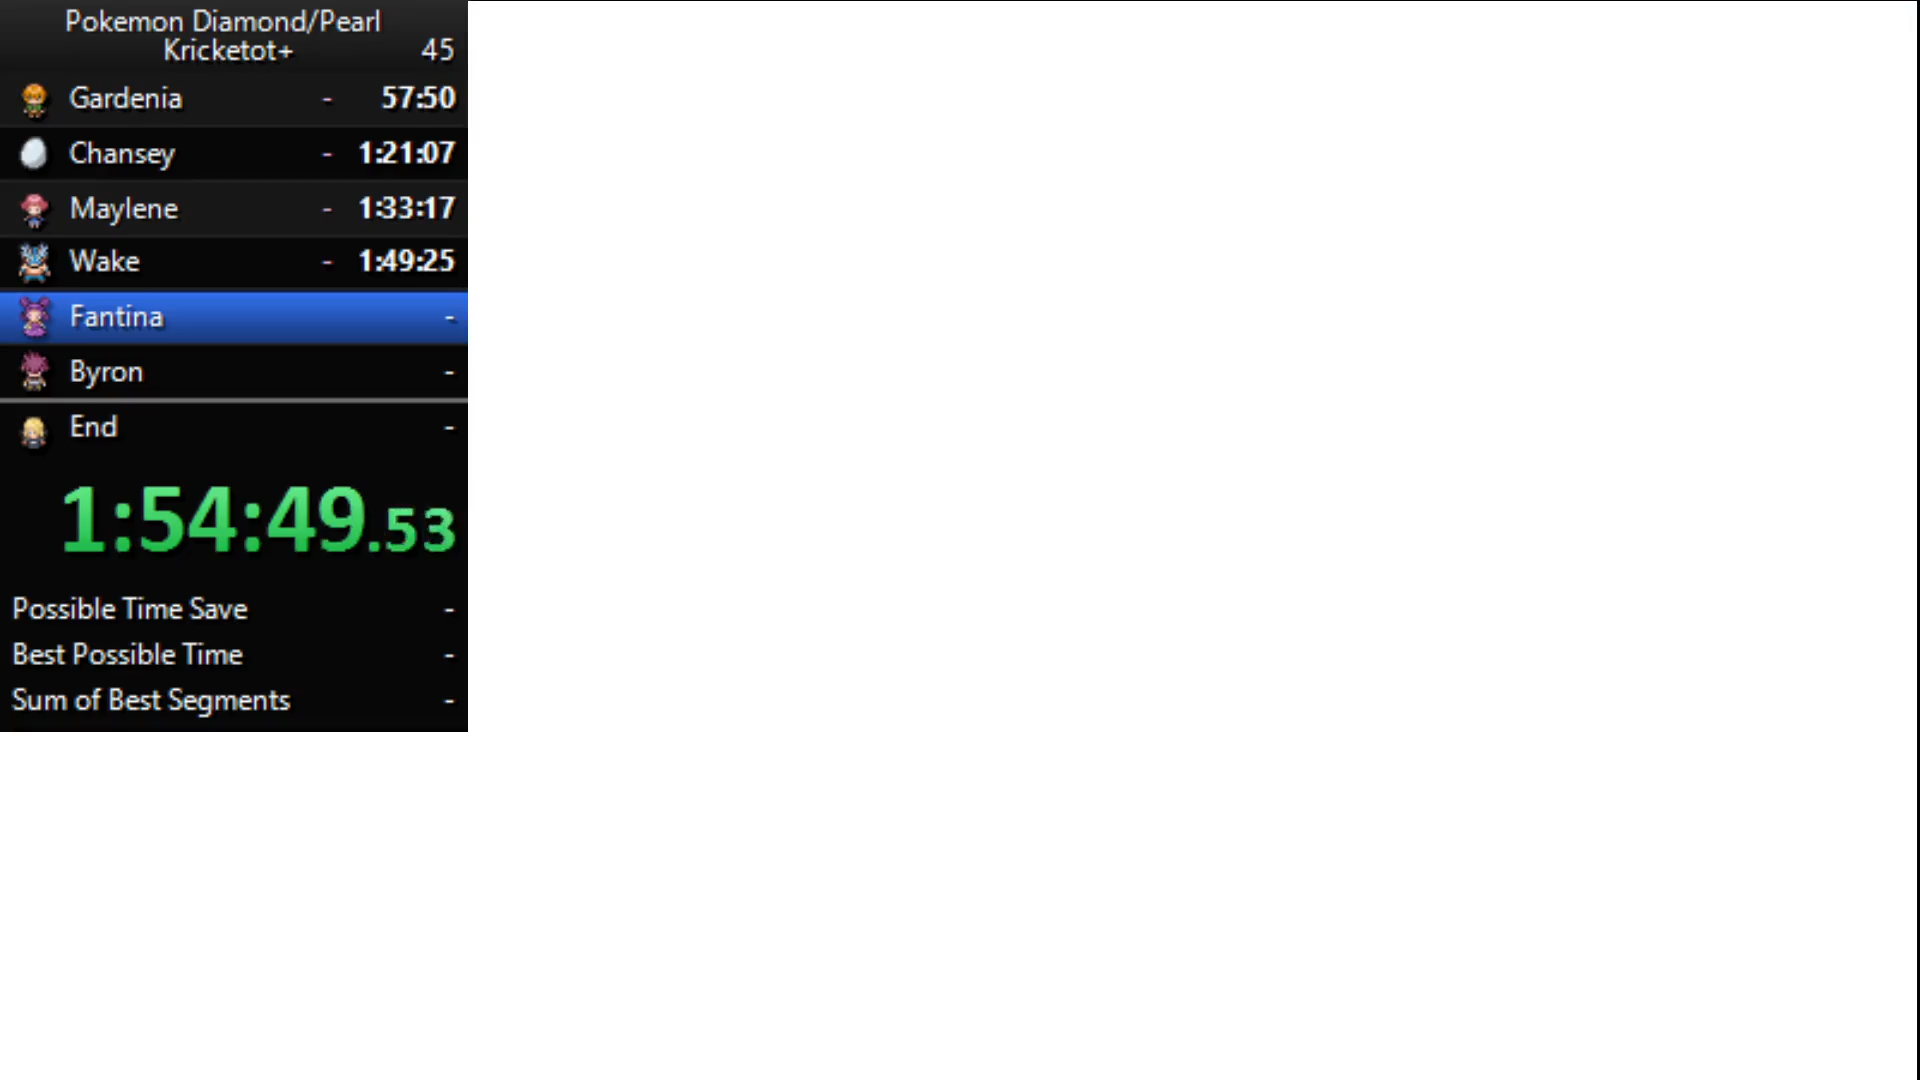 Pokemon Diamond/Pearl
Kricketot+ 45
Gardenia - 57:50
Chansey - 1:21:07
Maylene - 1:33:17
Wake - 1:49:25
Fantina -
Byron -
End -
1:54:49.53
Possible Time Save -
Best Possible Time -
Sum of Best Segments -